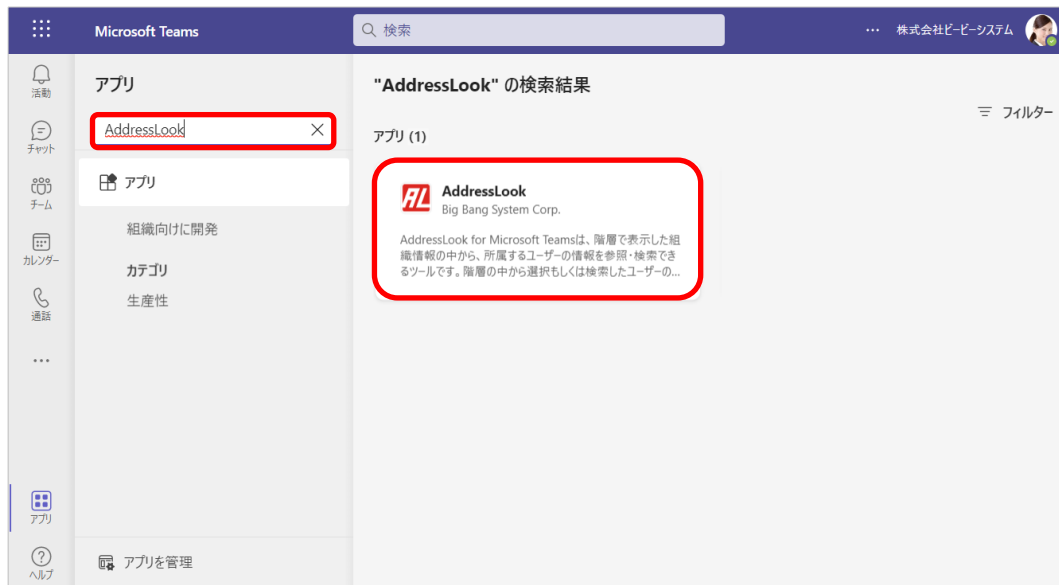 Microsoft Teams
検索
… 株式会社ビービーシステム
活動
チャット
チーム
カレンダー
通話
…
アプリ
ヘルプ
アプリ
AddressLook
アプリ
組織向けに開発
カテゴリ
生産性
アプリを管理
"AddressLook" の検索結果
フィルター
アプリ (1)
AL
AddressLook
Big Bang System Corp.
AddressLook for Microsoft Teamsは、階層で表示した組
織情報の中から、所属するユーザーの情報を参照・検索でき
るツールです。階層の中から選択もしくは検索したユーザーの...